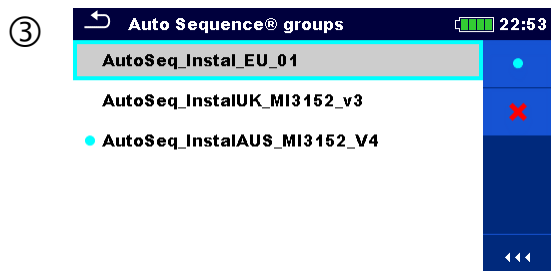 ③
Auto Sequence® groups 22:53
AutoSeq_Instal_EU_01
AutoSeq_InstalUK_MI3152_v3
AutoSeq_InstalAUS_MI3152_V4